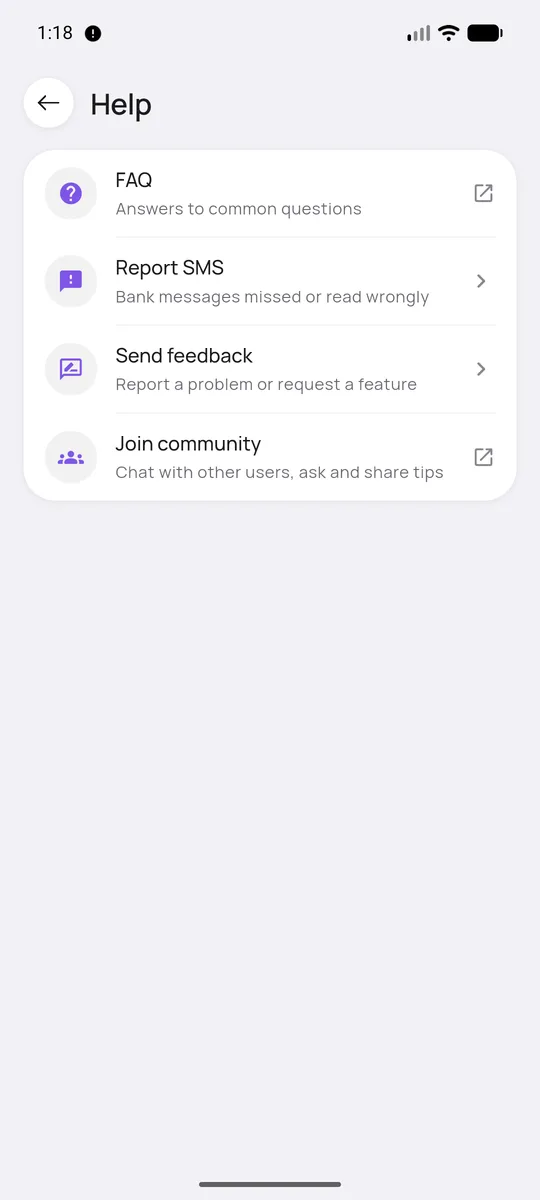 1:18
Help
FAQ
Answers to common questions
Report SMS
Bank messages missed or read wrongly
Send feedback
Report a problem or request a feature
Join community
Chat with other users, ask and share tips